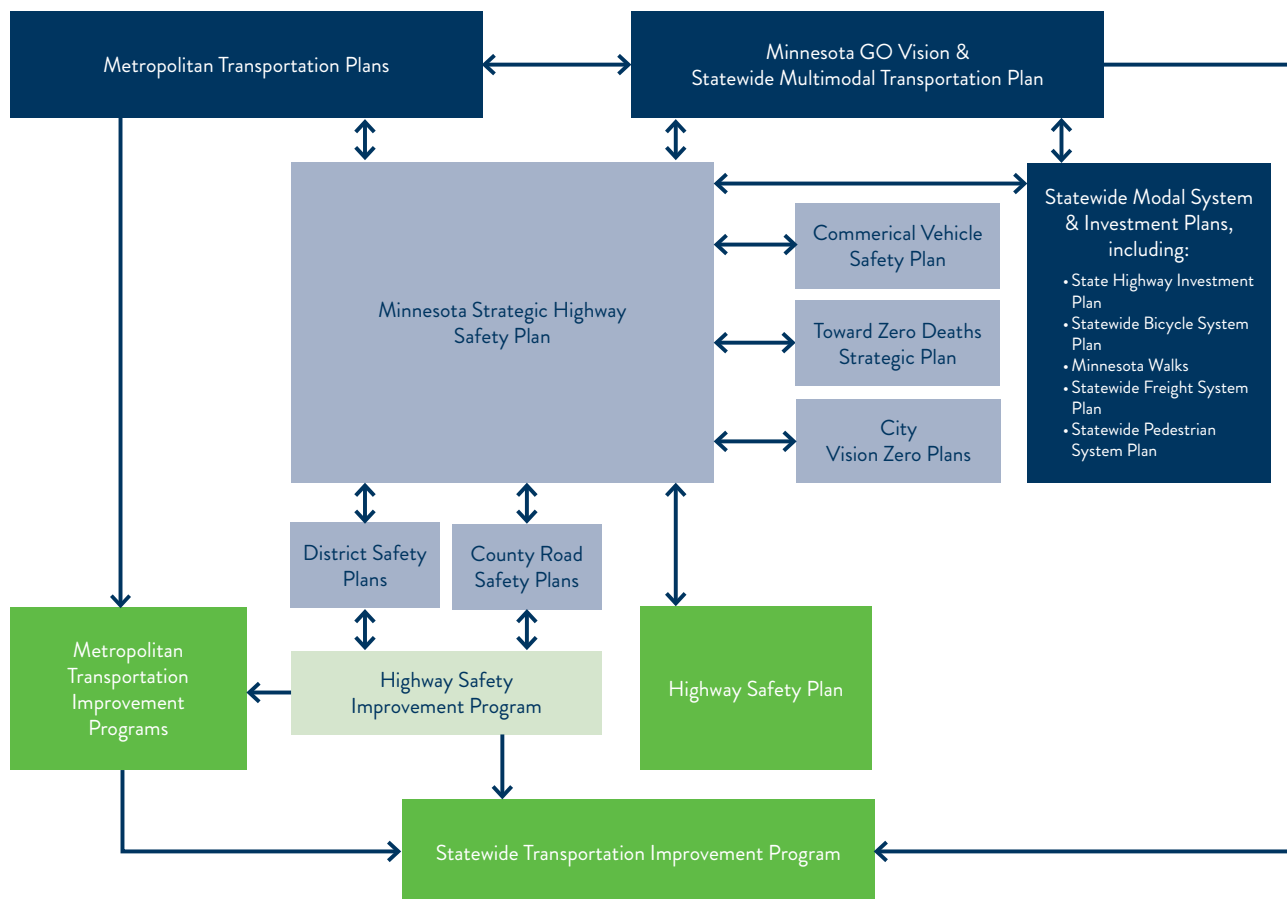 Metropolitan Transportation Plans
Minnesota GO Vision &
Statewide Multimodal Transportation Plan
Minnesota Strategic Highway
Safety Plan
Commerical Vehicle
Safety Plan
Toward Zero Deaths
Strategic Plan
City
Vision Zero Plans
Statewide Modal System
& Investment Plans,
including:
• State Highway Investment
Plan
• Statewide Bicycle System
Plan
• Minnesota Walks
• Statewide Freight System
Plan
• Statewide Pedestrian
System Plan
District Safety
Plans
County Road
Safety Plans
Metropolitan
Transportation
Improvement
Programs
Highway Safety
Improvement Program
Highway Safety Plan
Statewide Transportation Improvement Program